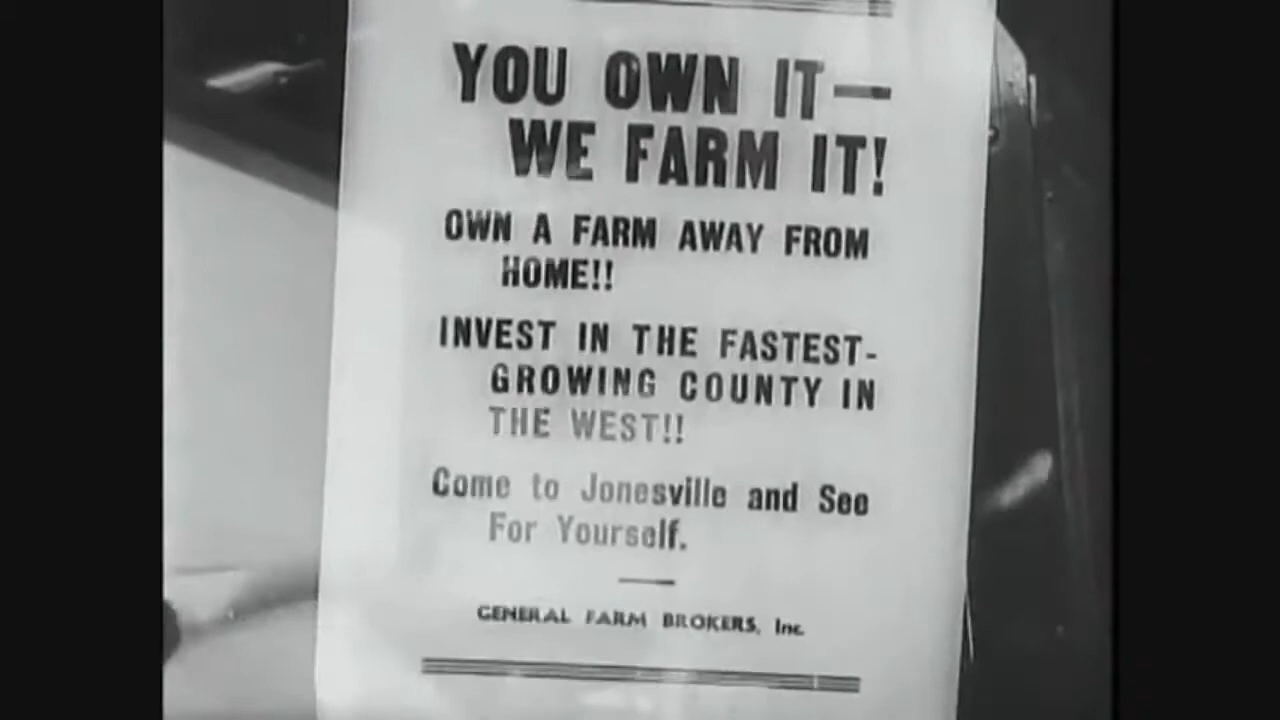 YOU OWN IT—
WE FARM IT!
OWN A FARM AWAY FROM
HOME!!
INVEST IN THE FASTEST-
GROWING COUNTY IN
THE WEST!!
Come to Jonesville and See
For Yourself.
GENERAL FARM BROKERS, Inc.